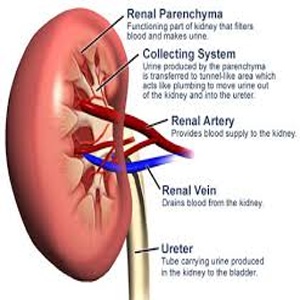 Renal Parenchyma
Functioning part of kidney that filters
blood and makes urine.
Collecting System
Urine produced by the parenchyma
is transferred to tunnel-like area which
acts like plumbing to move urine out
of the kidney and into the ureter.
Renal Artery
Provides blood supply to the kidney.
Renal Vein
Drains blood from the kidney.
Ureter
Tube carrying urine produced
in the kidney to the bladder.